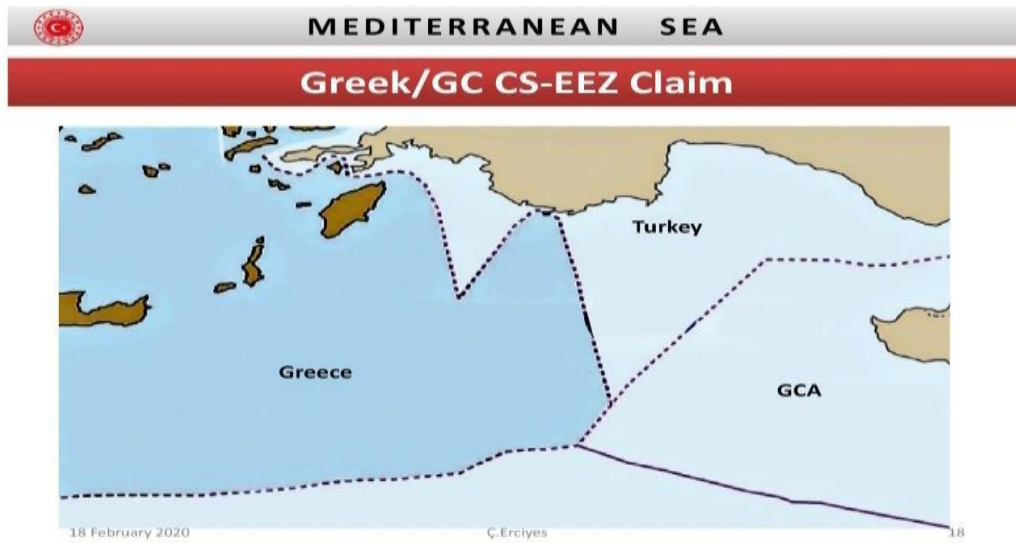 MEDITERRANEAN SEA
Greek/GC CS-EEZ Claim
Turkey
Greece
GCA
18 February 2020
Ç.Erciyes
18